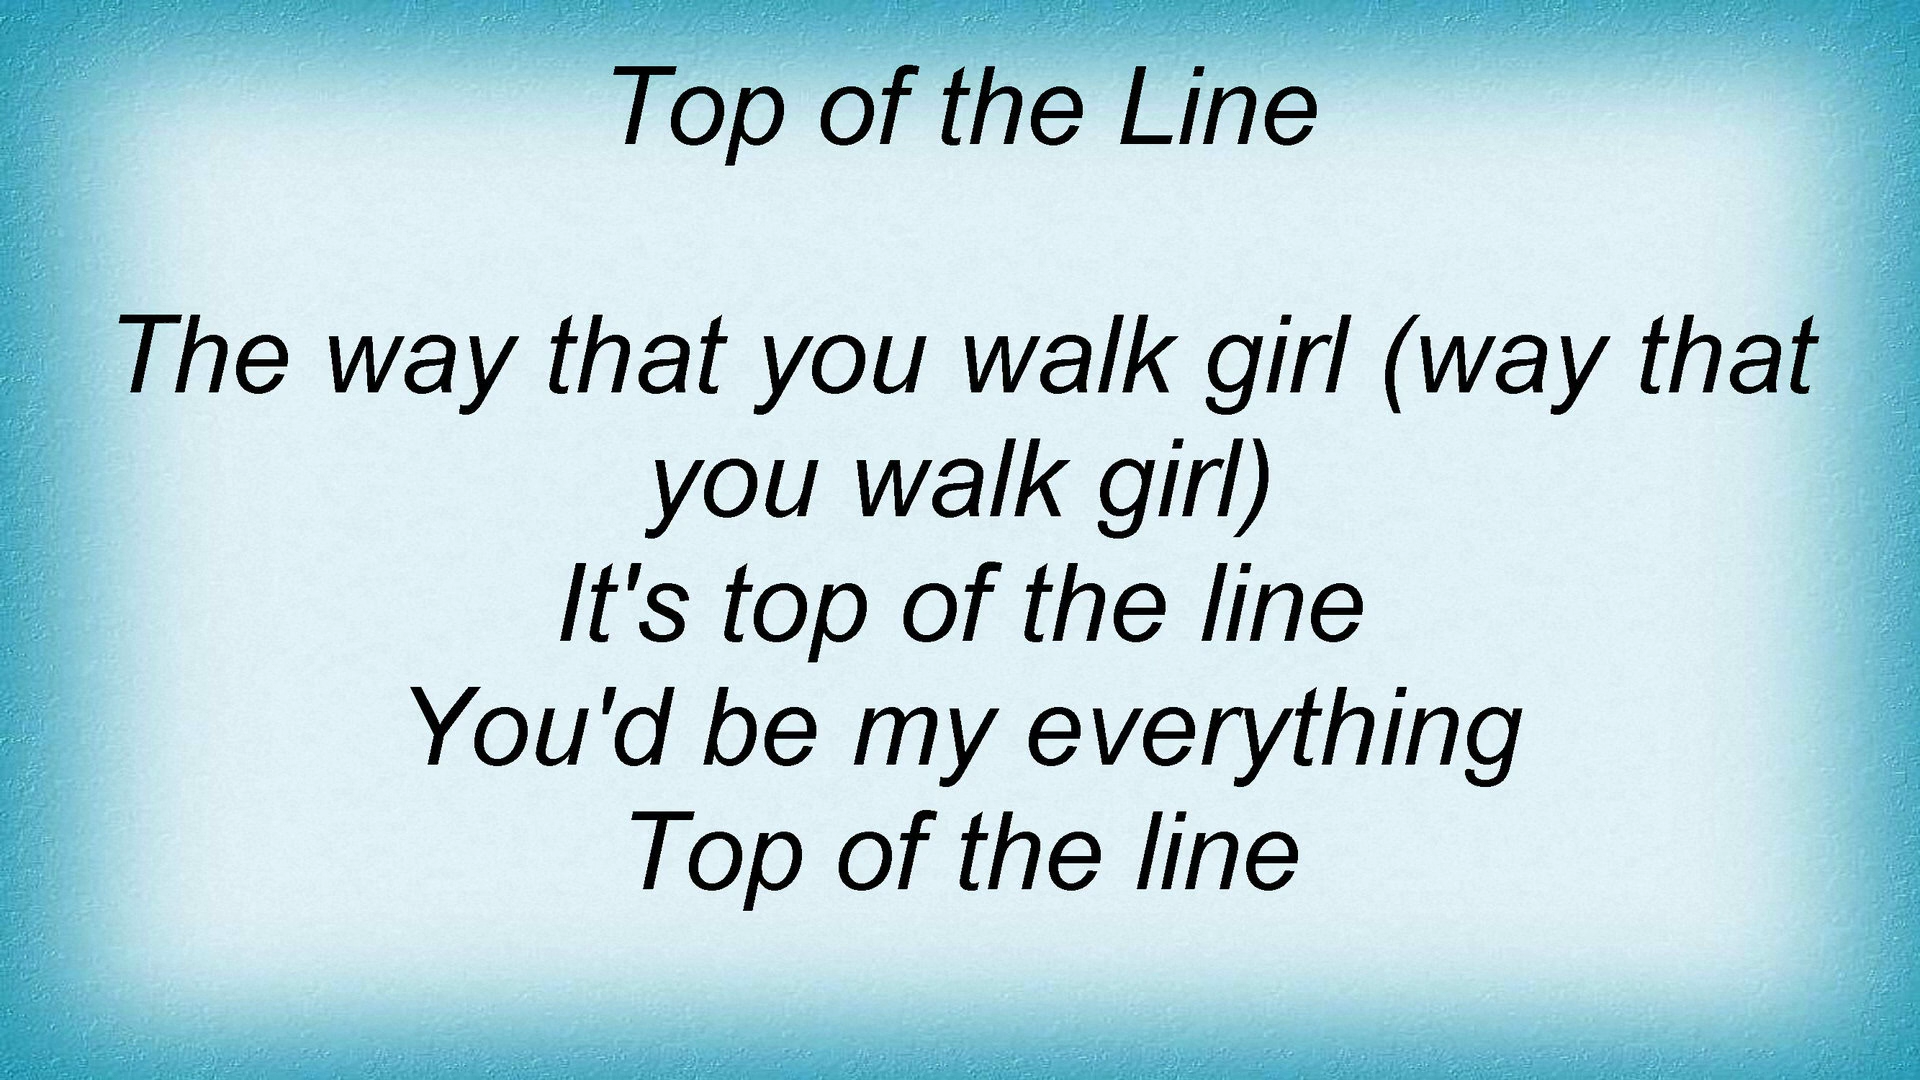 Top of the Line
The way that you walk girl (way that
you walk girl)
It's top of the line
You'd be my everything
Top of the line